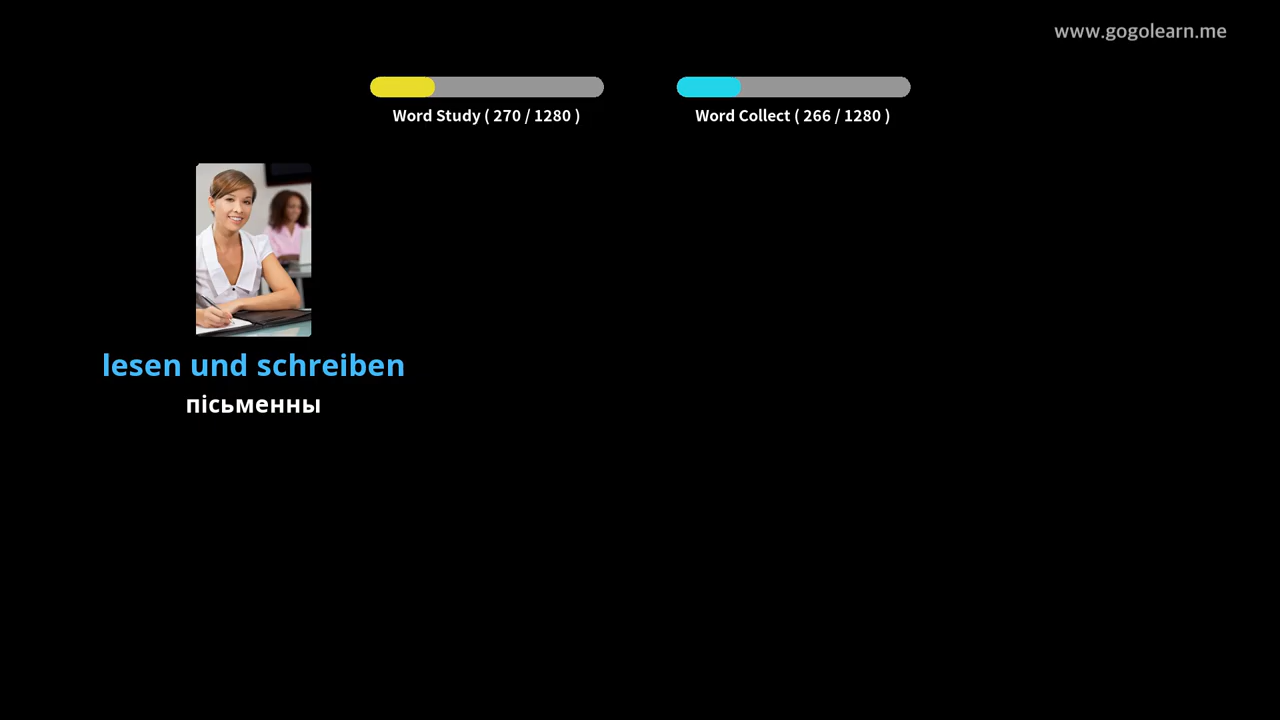 www.gogolearn.me
Word Study ( 270 / 1280 )
Word Collect ( 266 / 1280 )
lesen und schreiben
пісьменны